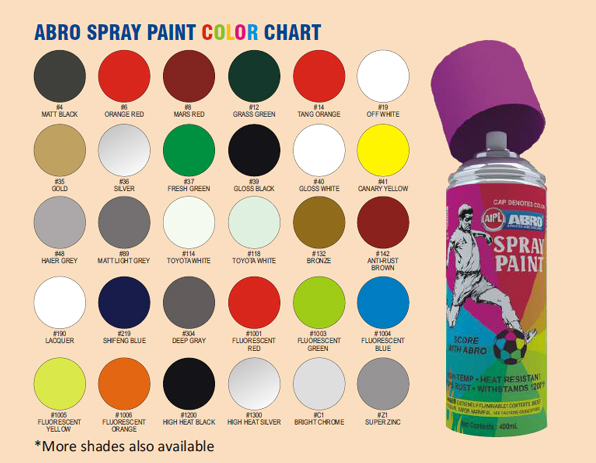 ABRO SPRAY PAINT COLOR CHART
#4 #6 #8 #12 #14 #19
MATT BLACK ORANGE RED MARS RED GRASS GREEN TANG ORANGE OFF WHITE
#35 #36 #37 #39 #40 #41
GOLD SILVER FRESH GREEN GLOSS BLACK GLOSS WHITE CANARY YELLOW
#48 #89 #114 #118 #132 #142
HAIER GREY MATT LIGHT GREY TOYOTA WHITE TOYOTA WHITE BRONZE ANTI-RUST
BROWN
#190 #219 #304 #1001 #1003 #1004
LACQUER SHIFENG BLUE DEEP GRAY FLUORESCENT FLUORESCENT FLUORESCENT
RED GREEN BLUE
#1005 #1006 #1200 #1300 #C1 #Z1
FLUORESCENT FLUORESCENT HIGH HEAT BLACK HIGH HEAT SILVER BRIGHT CHROME SUPER ZINC
YELLOW ORANGE
*More shades also available
CAP DENOTES COLOR
AIPL ABRO
SPRAY
PAINT
SCORE
WITH ABRO
TEMP • HEAT RESISTANT
RUST • WITHSTANDS
EXTREMELY FLAMMABLE! CONTENTS
VAPOR HARMFUL
Net Contents : 400mL